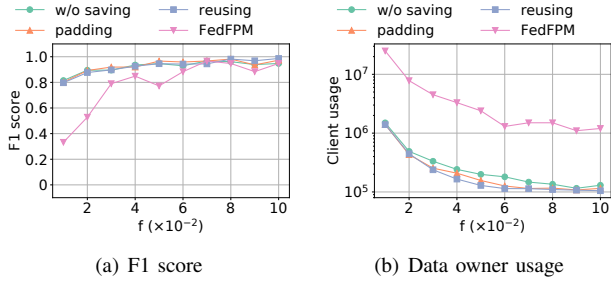 w/o saving reusing
padding FedFPM
1.0
0.8
0.6
0.4
0.2
0
F1 score
2 4 6 8 10
f (×10⁻²)
(a) F1 score
w/o saving reusing
padding FedFPM
10⁷
10⁶
10⁵
Client usage
2 4 6 8 10
f (×10⁻²)
(b) Data owner usage